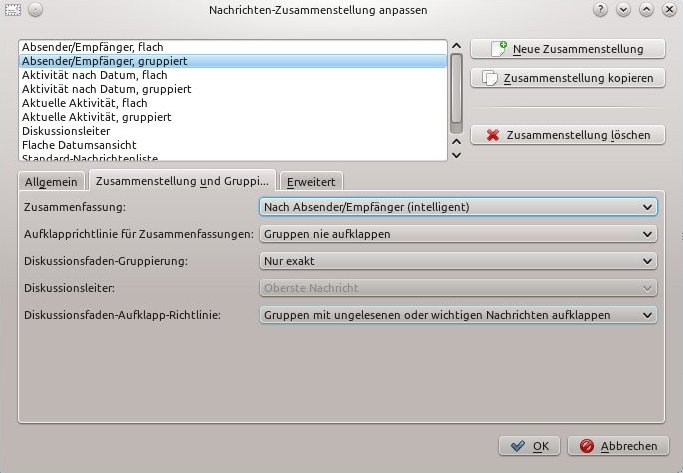 Nachrichten-Zusammenstellung anpassen
Absender/Empfänger, flach
Absender/Empfänger, gruppiert
Aktivität nach Datum, flach
Aktivität nach Datum, gruppiert
Aktuelle Aktivität, flach
Aktuelle Aktivität, gruppiert
Diskussionsleiter
Flache Datumsansicht
Standard-Nachrichtenliste
Neue Zusammenstellung
Zusammenstellung kopieren
Zusammenstellung löschen
Allgemein
Zusammenstellung und Gruppi...
Erweitert
Zusammenfassung: Nach Absender/Empfänger (intelligent)
Aufklapprichtlinie für Zusammenfassungen: Gruppen nie aufklappen
Diskussionsfaden-Gruppierung: Nur exakt
Diskussionsleiter: Oberste Nachricht
Diskussionsfaden-Aufklapp-Richtlinie: Gruppen mit ungelesenen oder wichtigen Nachrichten aufklappen
OK
Abbrechen